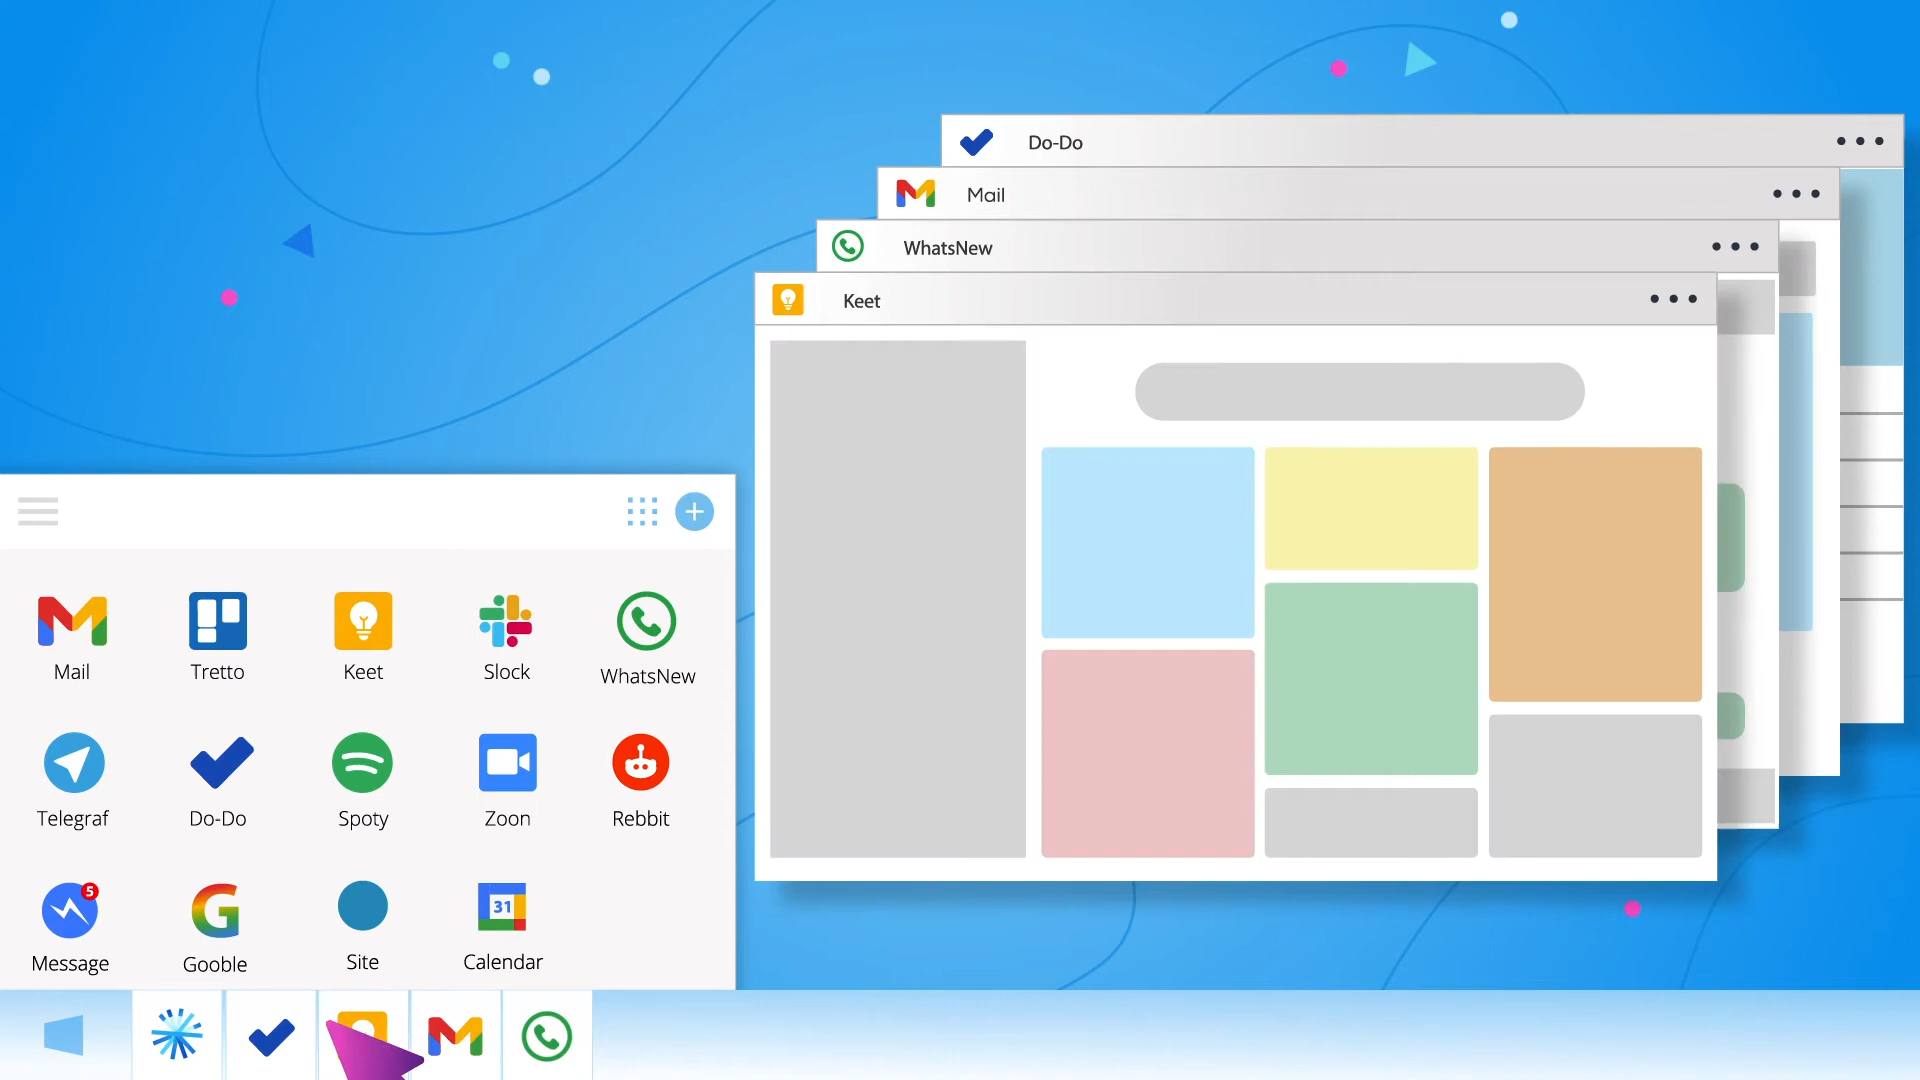 Do-Do
Mail
WhatsNew
Keet
Mail
Tretto
Keet
Slock
WhatsNew
Telegraf
Do-Do
Spoty
Zoon
Rebbit
5
31
Message
Gooble
Site
Calendar